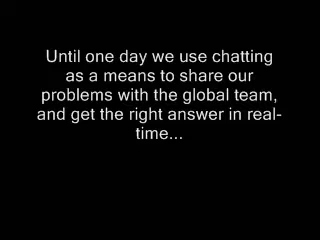 Until one day we use chatting
as a means to share our
problems with the global team,
and get the right answer in real-
time...